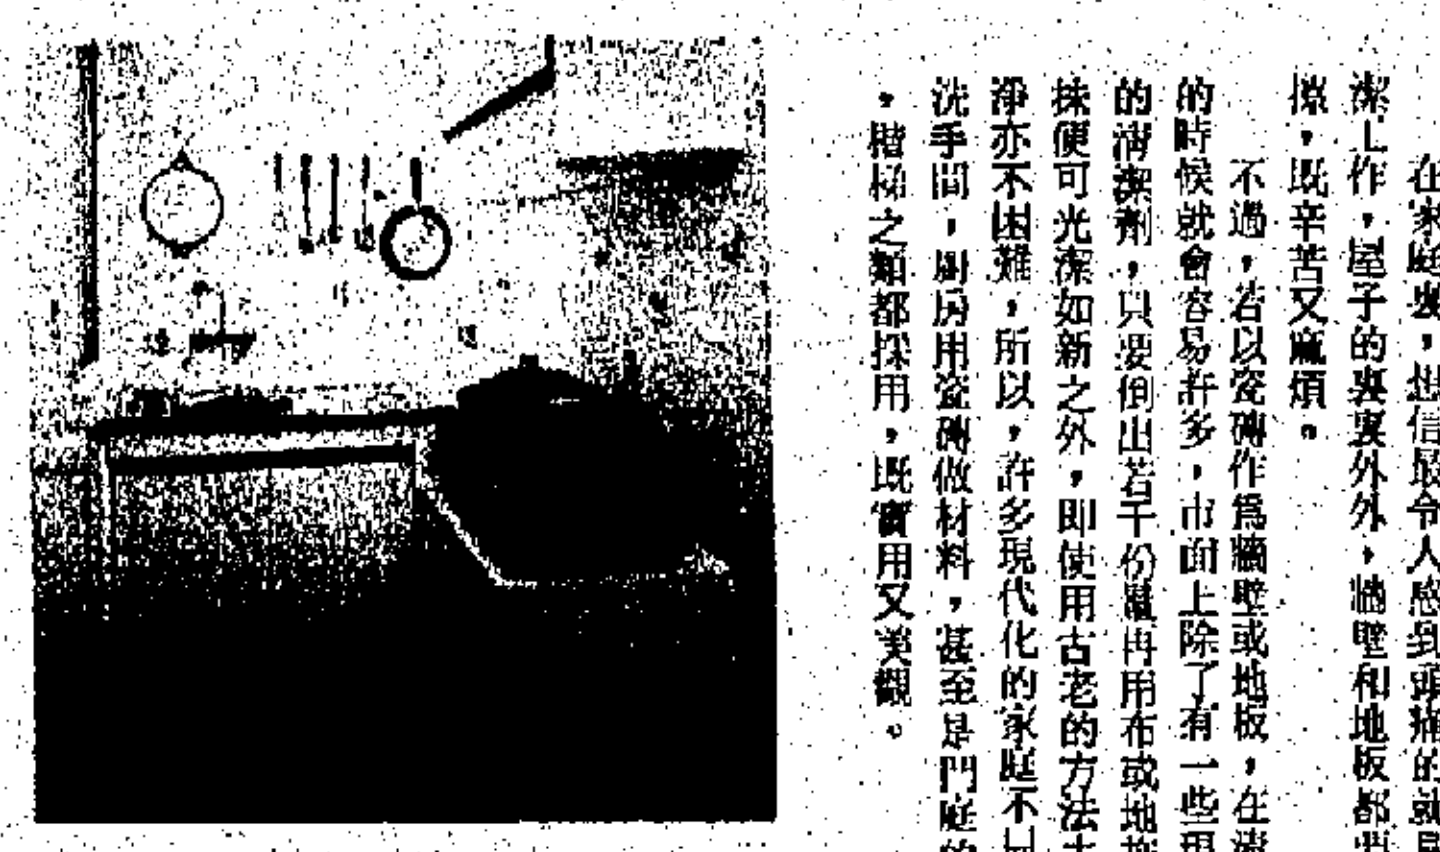 在家庭裏，想信最令人感到頭痛的就是
潔工作，屋子的裏裏外外，牆壁和地板都要
擦，既辛苦又麻煩。
不過，若以瓷磚作爲牆壁或地板，在清
的時候就會容易許多，市面上除了有一些現
的清潔劑，只要倒出若干份量再用布或地拖
抹便可光潔如新之外，即使用古老的方法去
淨亦不困難，所以，許多現代化的家庭不只
洗手間，廚房用瓷磚做材料，甚至是門庭的
，楷梯之類都採用，既實用又美觀。